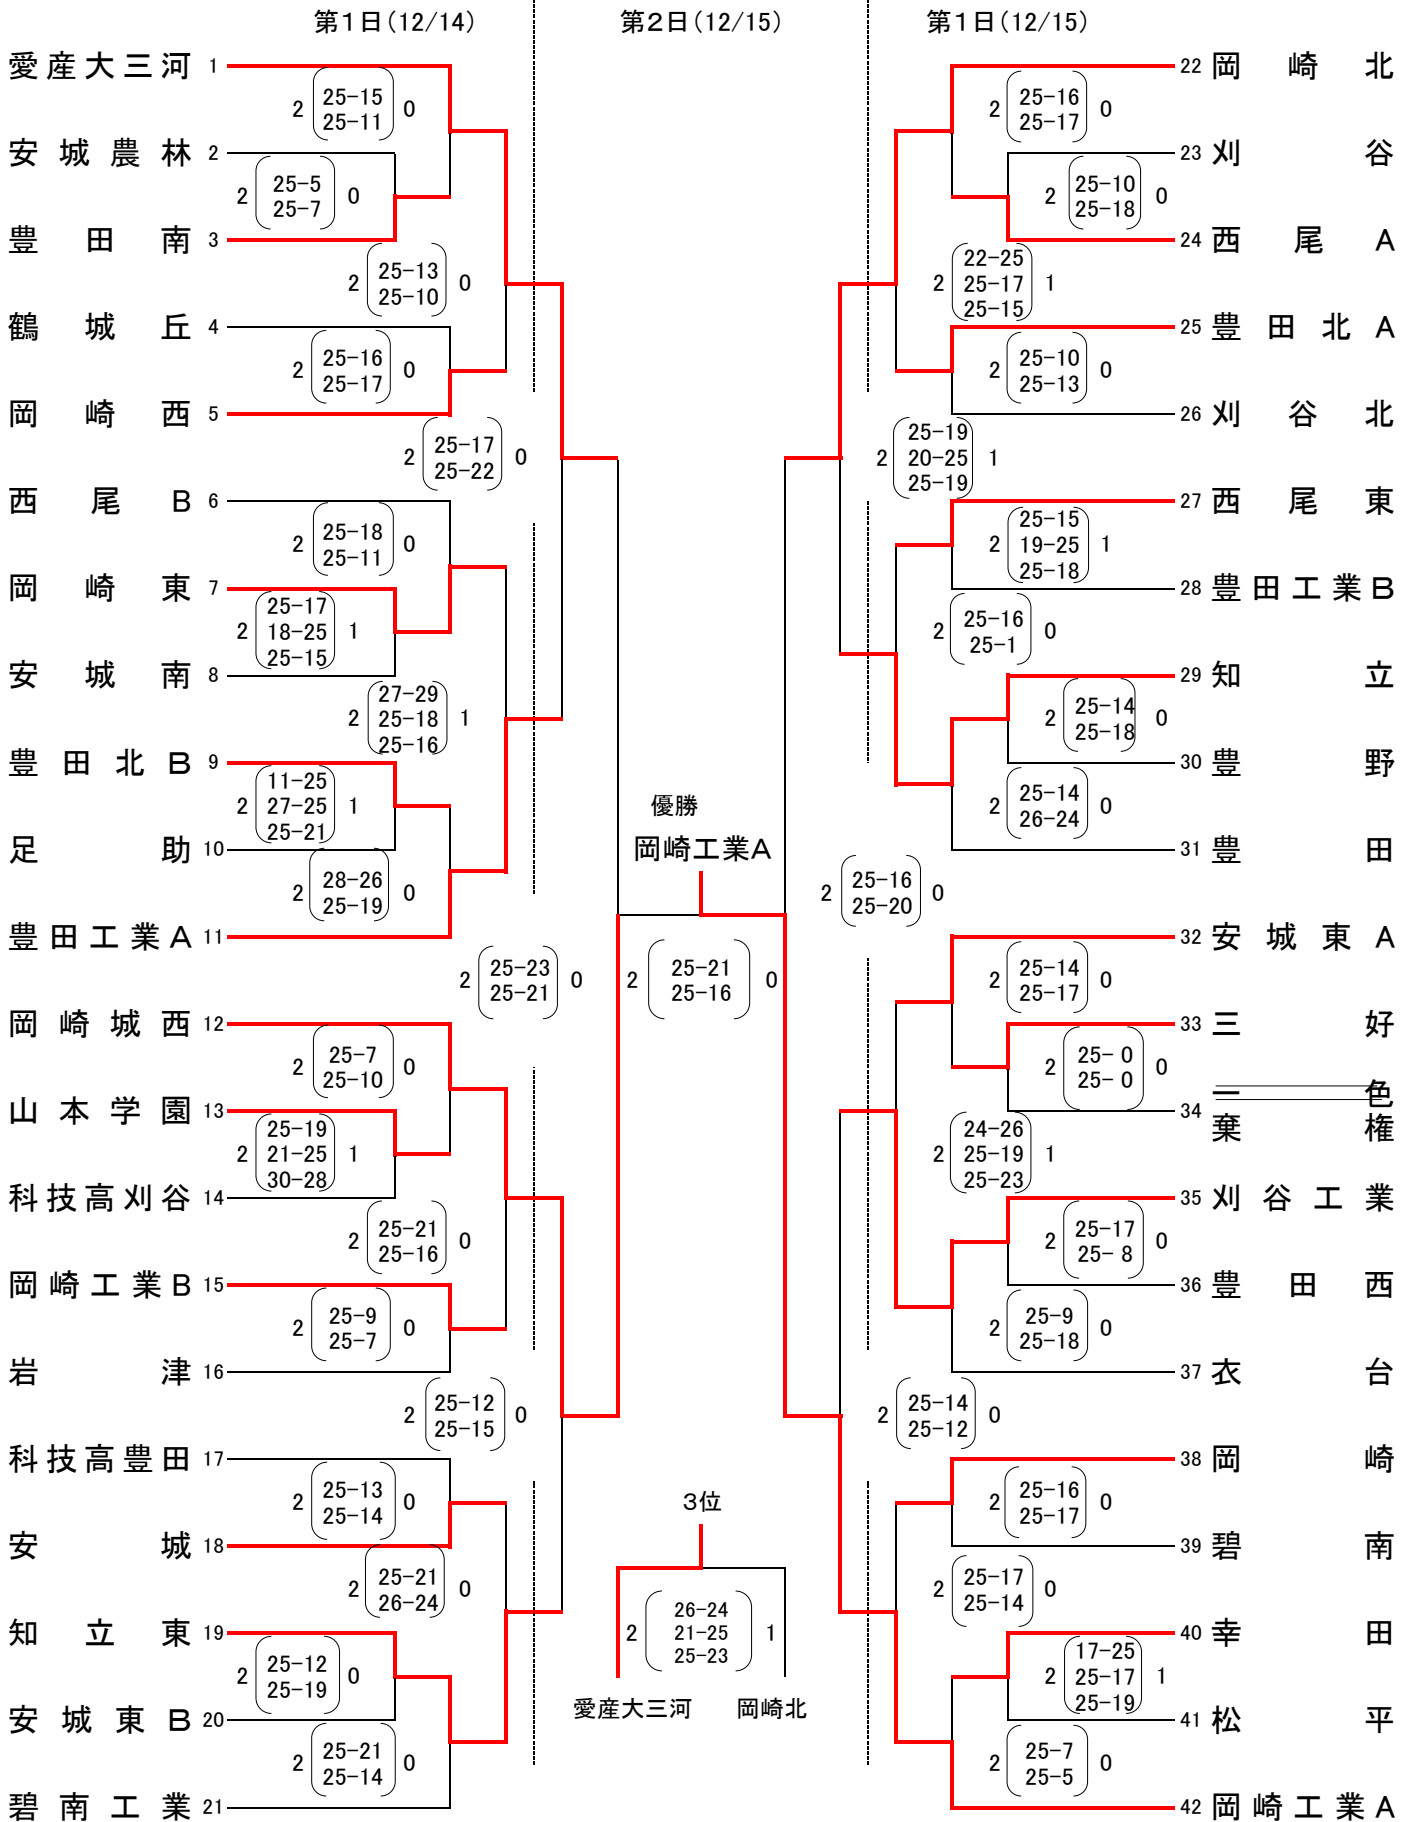 第１日(12/14)
第２日(12/15)
第１日(12/15)
愛産大三河 1
2 25-15 25-11 0
安城農林 2
2 25-5 25-7 0
豊田南 3
2 25-13 25-10 0
鶴城丘 4
2 25-16 25-17 0
岡崎西 5
2 25-17 25-22 0
西尾Ｂ 6
2 25-18 25-11 0
岡崎東 7
2 25-17 18-25 25-15 1
安城南 8
2 27-29 25-18 25-16 1
豊田北Ｂ 9
2 11-25 27-25 25-21 1
足助 10
2 28-26 25-19 0
豊田工業Ａ 11
2 25-23 25-21 0
岡崎城西 12
2 25-7 25-10 0
山本学園 13
2 25-19 21-25 30-28 1
科技高刈谷 14
2 25-21 25-16 0
岡崎工業Ｂ 15
2 25-9 25-7 0
岩津 16
2 25-12 25-15 0
科技高豊田 17
2 25-13 25-14 0
安城 18
2 25-21 26-24 0
知立東 19
2 25-12 25-19 0
安城東Ｂ 20
2 25-21 25-14 0
碧南工業 21
優勝
岡崎工業Ａ
2 25-21 25-16 0
３位
2 26-24 21-25 25-23 1
愛産大三河 岡崎北
22 岡崎北
2 25-16 25-17 0
23 刈谷
2 25-10 25-18 0
24 西尾Ａ
2 22-25 25-17 25-15 1
25 豊田北Ａ
2 25-10 25-13 0
26 刈谷北
2 25-19 20-25 25-19 1
27 西尾東
2 25-15 19-25 25-18 1
28 豊田工業Ｂ
2 25-16 25-1 0
29 知立
2 25-14 25-18 0
30 豊野
2 25-14 26-24 0
31 豊田
2 25-16 25-20 0
32 安城東Ａ
2 25-14 25-17 0
33 三好
2 25- 0 25- 0 0
34 一色
棄権
2 24-26 25-19 25-23 1
35 刈谷工業
2 25-17 25- 8 0
36 豊田西
2 25-9 25-18 0
37 衣台
2 25-14 25-12 0
38 岡崎
2 25-16 25-17 0
39 碧南
2 25-17 25-14 0
40 幸田
2 17-25 25-17 25-19 1
41 松平
2 25-7 25-5 0
42 岡崎工業Ａ